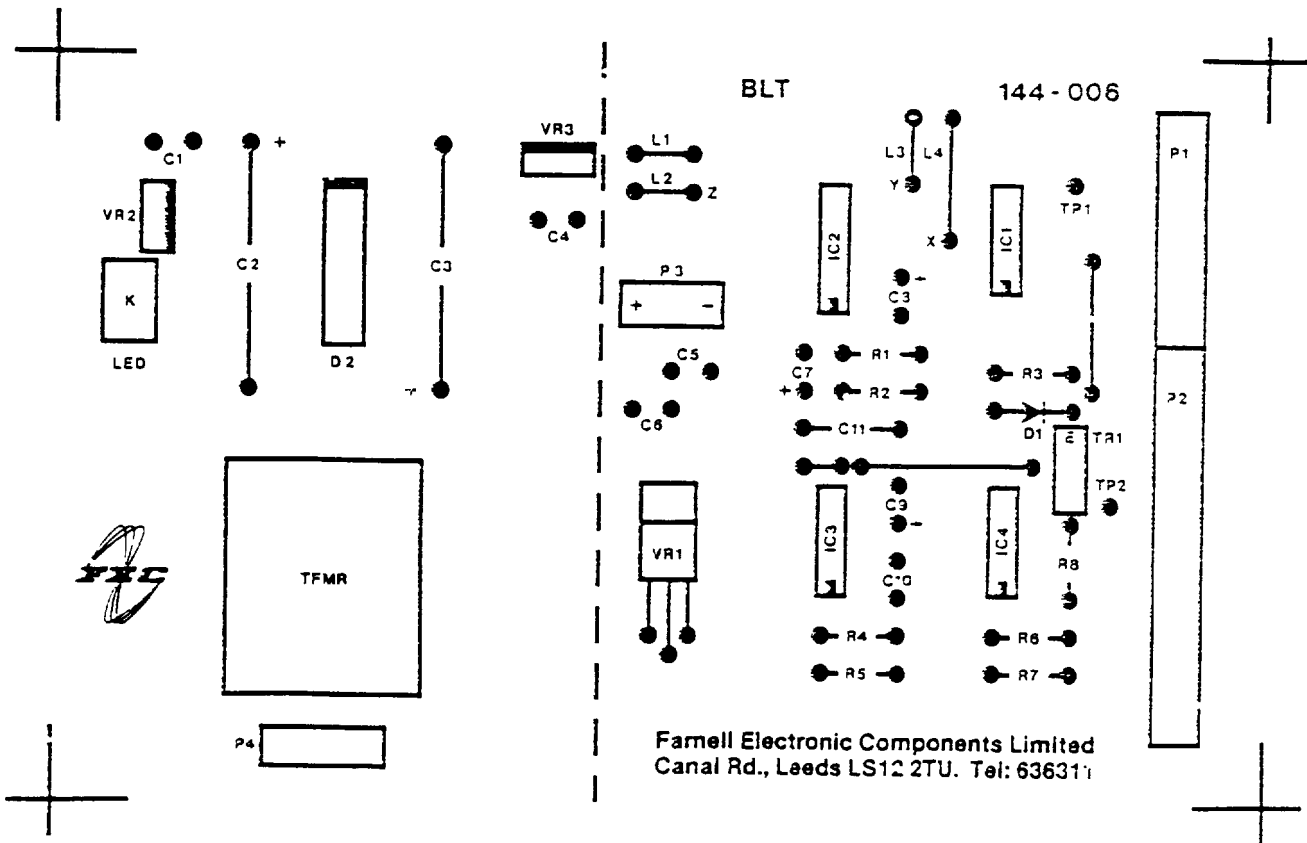 BLT
144-006
C1
+
VR3
L1
L3
L4
P1
L2
Z
Y
VR2
TP1
C4
IC2
IC1
X
C2
C3
P3
K
+
-
C3
LED
D2
C5
C7
R1
R3
+
R2
P2
C6
C11
D1
TR1
TP2
C9
IC3
IC4
VR1
R8
FEC
TFMR
C10
R4
R6
R5
R7
P4
Farnell Electronic Components Limited
Canal Rd., Leeds LS12 2TU. Tel: 636311